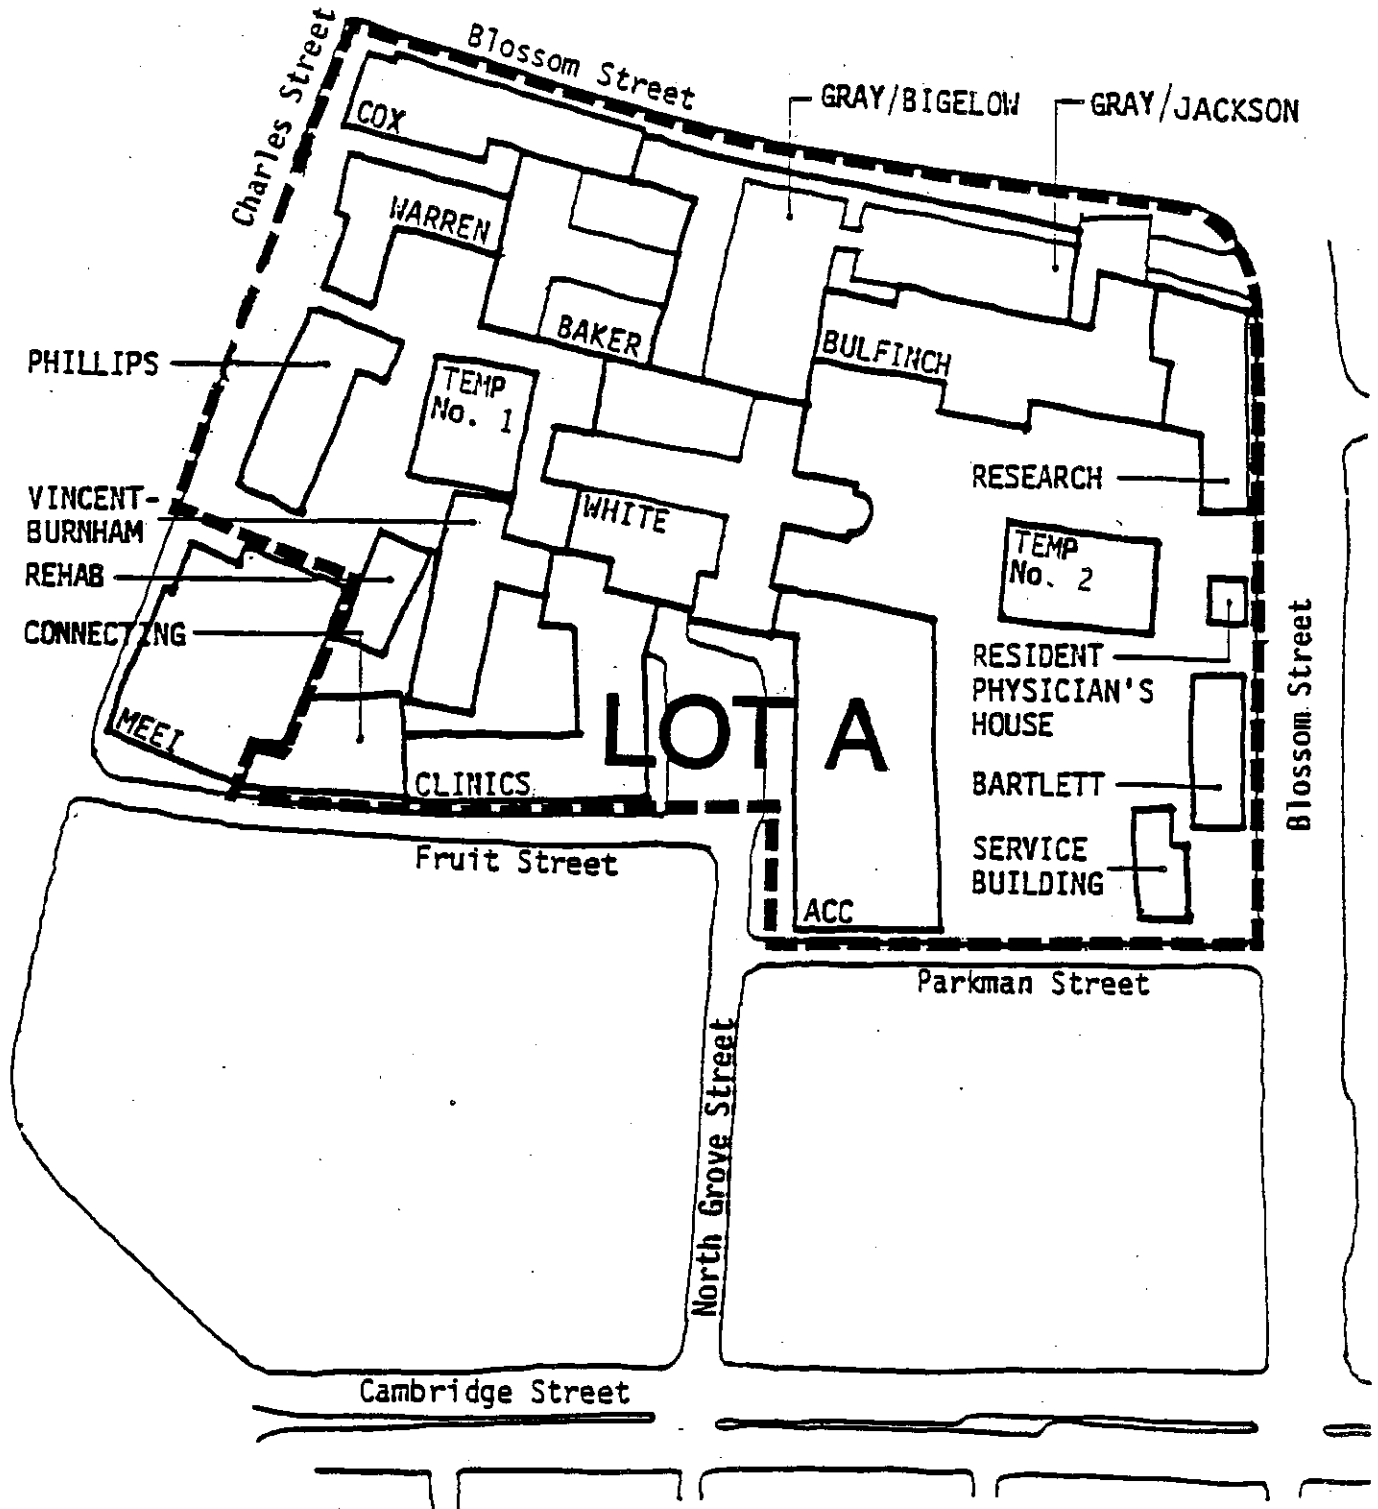 Blossom Street
Charles Street
GRAY/BIGELOW
GRAY/JACKSON
COX
WARREN
BAKER
BULFINCH
PHILLIPS
TEMP
No. 1
RESEARCH
VINCENT-
BURNHAM
WHITE
TEMP
No. 2
REHAB
CONNECTING
RESIDENT
PHYSICIAN'S
HOUSE
Blossom Street
LOT A
MEEI
CLINICS
BARTLETT
SERVICE
BUILDING
Fruit Street
ACC
Parkman Street
North Grove Street
Cambridge Street